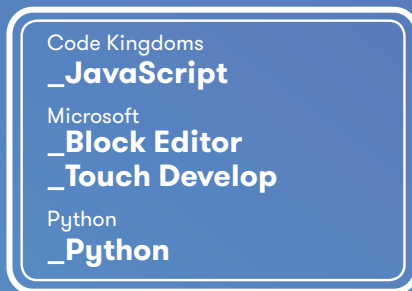 Code Kingdoms
_JavaScript
Microsoft
_Block Editor
_Touch Develop
Python
_Python